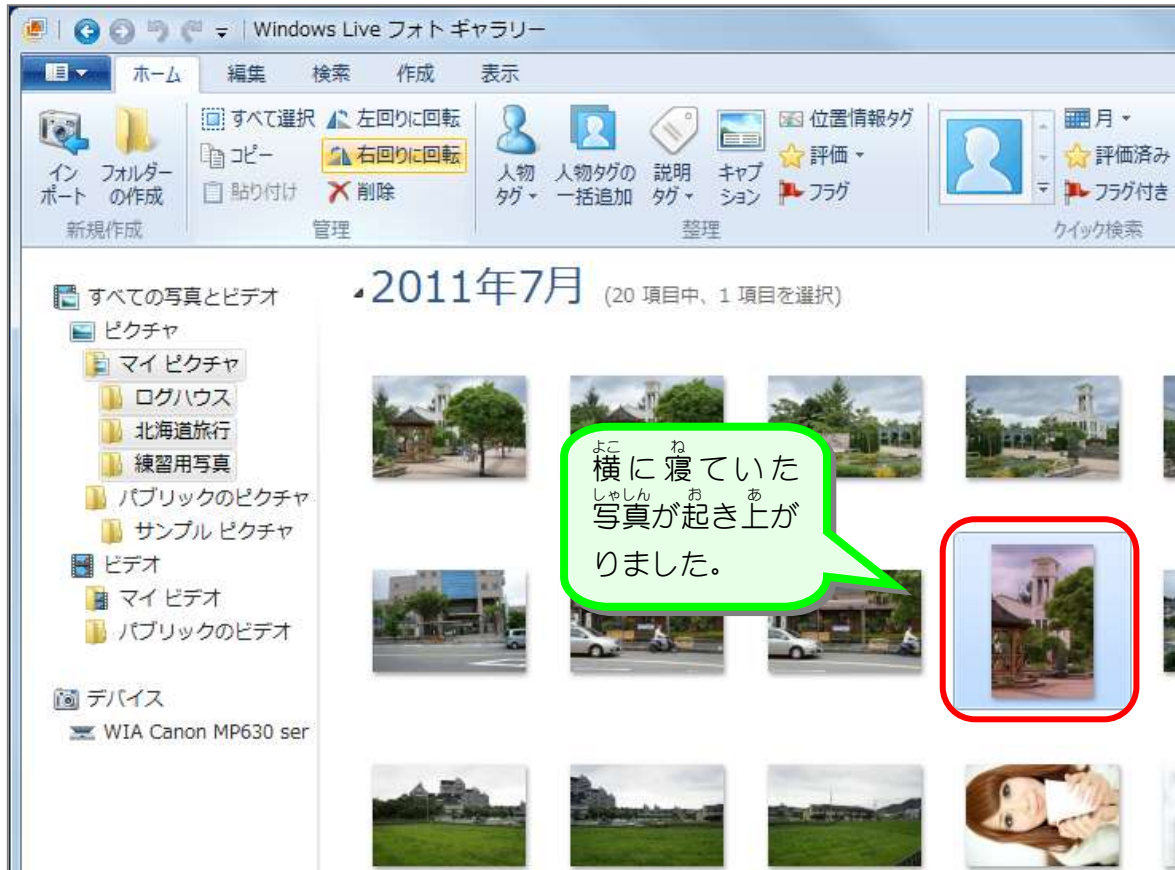 Windows Live フォト ギャラリー
ホーム 編集 検索 作成 表示
イン
ポート
フォルダー
の作成
新規作成
すべて選択
コピー
貼り付け
左回りに回転
右回りに回転
削除
管理
人物
タグ
人物タグの
一括追加
説明
タグ
キャプ
ション
位置情報タグ
評価
フラグ
整理
月
評価済み
フラグ付き
クイック検索
すべての写真とビデオ
ピクチャ
マイ ピクチャ
ログハウス
北海道旅行
練習用写真
パブリックのピクチャ
サンプル ピクチャ
ビデオ
マイ ビデオ
パブリックのビデオ
デバイス
WIA Canon MP630 ser
2011年7月 (20 項目中、1 項目を選択)
よこ ね
横に寝ていた
しゃしん お あ
写真が起き上が
りました。